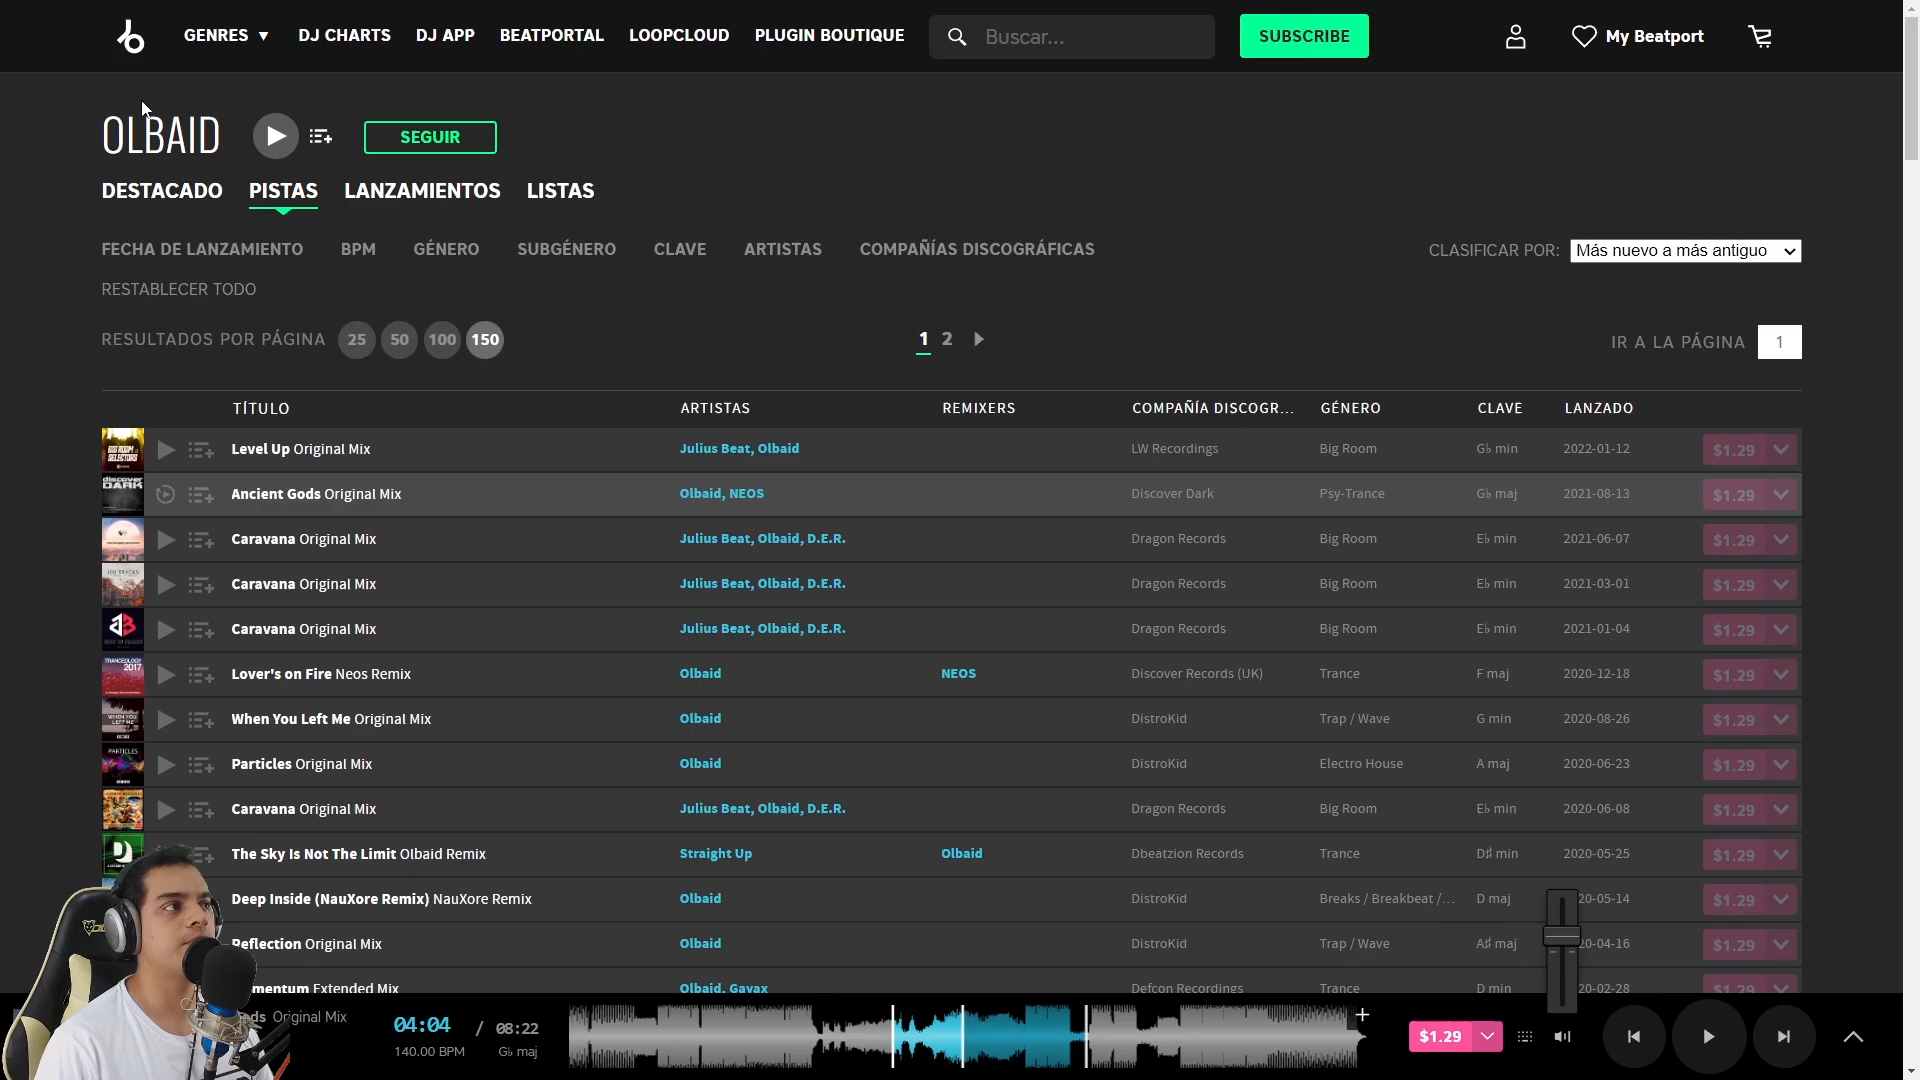 GENRES ▼ DJ CHARTS DJ APP BEATPORTAL LOOPCLOUD PLUGIN BOUTIQUE Buscar... SUBSCRIBE My Beatport
OLBAID SEGUIR
DESTACADO PISTAS LANZAMIENTOS LISTAS
FECHA DE LANZAMIENTO BPM GÉNERO SUBGÉNERO CLAVE ARTISTAS COMPAÑÍAS DISCOGRÁFICAS CLASIFICAR POR: Más nuevo a más antiguo
RESTABLECER TODO
RESULTADOS POR PÁGINA 25 50 100 150 1 2 IR A LA PÁGINA 1
TÍTULO ARTISTAS REMIXERS COMPAÑÍA DISCOGR... GÉNERO CLAVE LANZADO
Level Up Original Mix Julius Beat, Olbaid LW Recordings Big Room G♭ min 2022-01-12 $1.29
Ancient Gods Original Mix Olbaid, NEOS Discover Dark Psy-Trance G♭ maj 2021-08-13 $1.29
Caravana Original Mix Julius Beat, Olbaid, D.E.R. Dragon Records Big Room E♭ min 2021-06-07 $1.29
Caravana Original Mix Julius Beat, Olbaid, D.E.R. Dragon Records Big Room E♭ min 2021-03-01 $1.29
Caravana Original Mix Julius Beat, Olbaid, D.E.R. Dragon Records Big Room E♭ min 2021-01-04 $1.29
Lover's on Fire Neos Remix Olbaid NEOS Discover Records (UK) Trance F maj 2020-12-18 $1.29
When You Left Me Original Mix Olbaid DistroKid Trap / Wave G min 2020-08-26 $1.29
Particles Original Mix Olbaid DistroKid Electro House A maj 2020-06-23 $1.29
Caravana Original Mix Julius Beat, Olbaid, D.E.R. Dragon Records Big Room E♭ min 2020-06-08 $1.29
The Sky Is Not The Limit Olbaid Remix Straight Up Olbaid Dbeatzion Records Trance D♯ min 2020-05-25 $1.29
Deep Inside (NauXore Remix) NauXore Remix Olbaid DistroKid Breaks / Breakbeat /... D maj 20-05-14 $1.29
Reflection Original Mix Olbaid DistroKid Trap / Wave A♯ maj 20-04-16 $1.29
mentum Extended Mix Olbaid, Gavax Defcon Recordings Trance D min 20-02-28 $1.29
ods Original Mix 04:04 / 08:22 $1.29
140.00 BPM G♭ maj